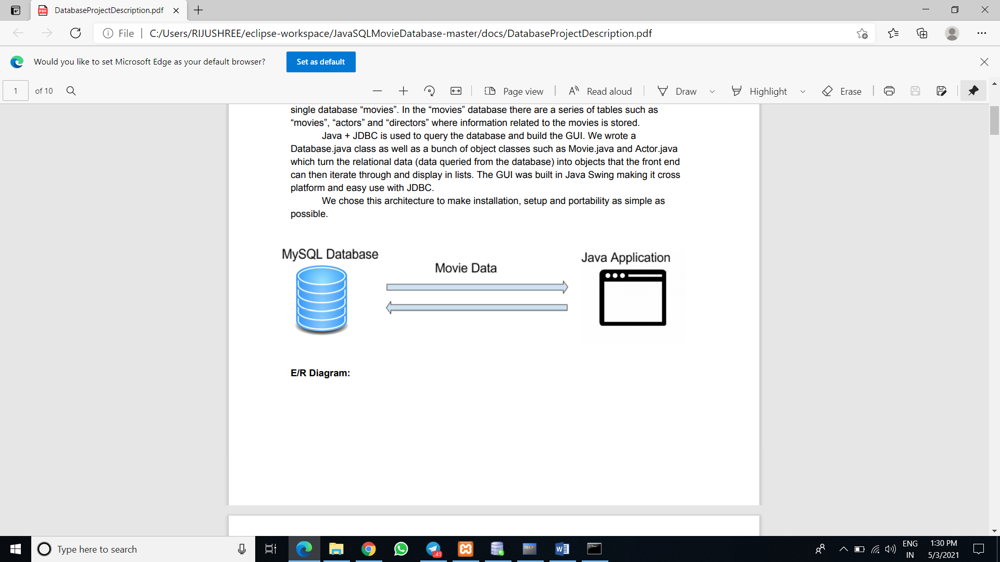 DatabaseProjectDescription.pdf
File
C:/Users/RIJUSHREE/eclipse-workspace/JavaSQLMovieDatabase-master/docs/DatabaseProjectDescription.pdf
Would you like to set Microsoft Edge as your default browser?
Set as default
1
of 10
Page view
Read aloud
Draw
Highlight
Erase
single database “movies”. In the “movies” database there are a series of tables such as
“movies”, “actors” and “directors” where information related to the movies is stored.
Java + JDBC is used to query the database and build the GUI. We wrote a
Database.java class as well as a bunch of object classes such as Movie.java and Actor.java
which turn the relational data (data queried from the database) into objects that the front end
can then iterate through and display in lists. The GUI was built in Java Swing making it cross
platform and easy use with JDBC.
We chose this architecture to make installation, setup and portability as simple as
possible.
MySQL Database
Movie Data
Java Application
E/R Diagram:
Type here to search
41
SQL>
ENG
IN
1:30 PM
5/3/2021